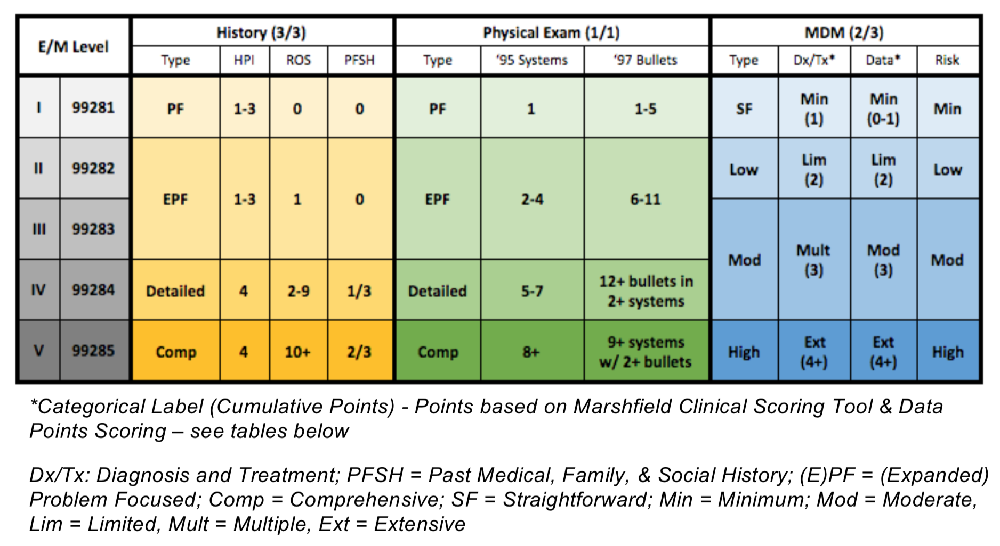 E/M Level History (3/3) Physical Exam (1/1) MDM (2/3)
Type HPI ROS PFSH Type '95 Systems '97 Bullets Type Dx/Tx* Data* Risk
I 99281 PF 1-3 0 0 PF 1 1-5 SF Min (1) Min (0-1) Min
II 99282 EPF 1-3 1 0 EPF 2-4 6-11 Low Lim (2) Lim (2) Low
III 99283 Mod Mult (3) Mod (3) Mod
IV 99284 Detailed 4 2-9 1/3 Detailed 5-7 12+ bullets in 2+ systems
V 99285 Comp 4 10+ 2/3 Comp 8+ 9+ systems w/ 2+ bullets High Ext (4+) Ext (4+) High
*Categorical Label (Cumulative Points) - Points based on Marshfield Clinical Scoring Tool & Data
Points Scoring – see tables below
Dx/Tx: Diagnosis and Treatment; PFSH = Past Medical, Family, & Social History; (E)PF = (Expanded)
Problem Focused; Comp = Comprehensive; SF = Straightforward; Min = Minimum; Mod = Moderate,
Lim = Limited, Mult = Multiple, Ext = Extensive